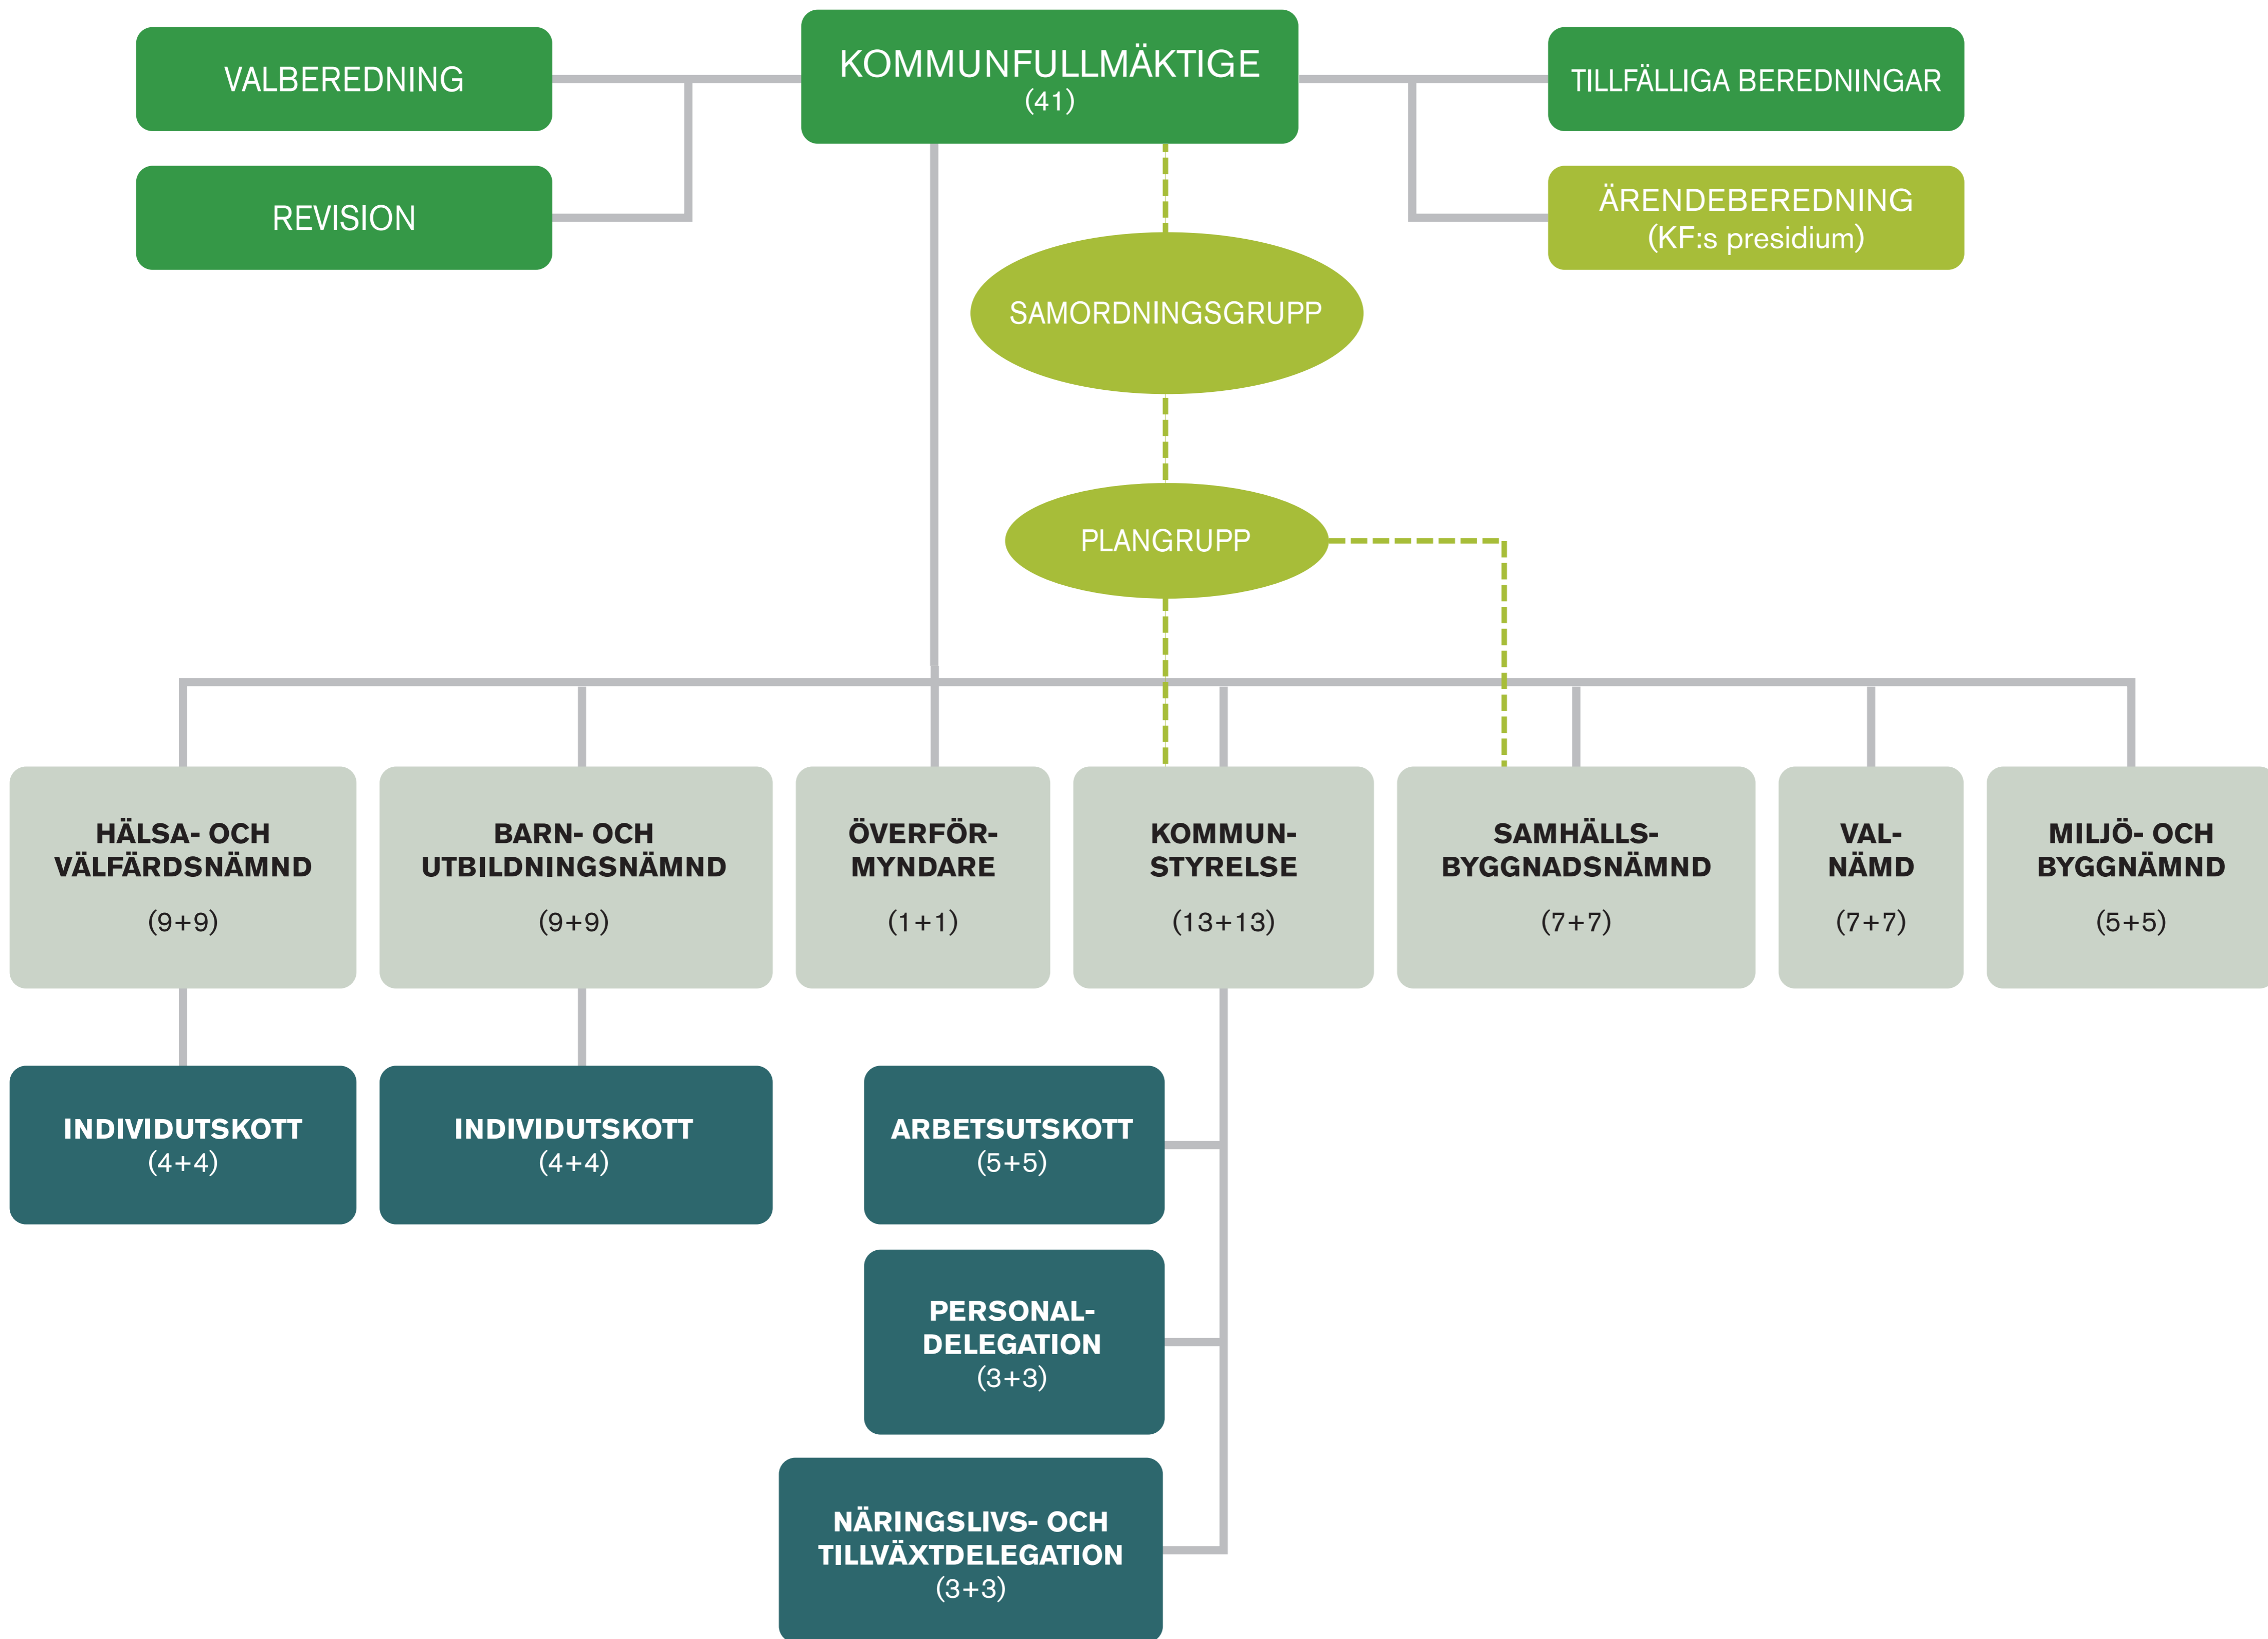 VALBEREDNING
KOMMUNFULLMÄKTIGE
(41)
TILLFÄLLIGA BEREDNINGAR
REVISION
ÄRENDEBEREDNING
(KF:s presidium)
SAMORDNINGSGRUPP
PLANGRUPP
HÄLSA- OCH
VÄLFÄRDSNÄMND
(9+9)
BARN- OCH
UTBILDNINGSNÄMND
(9+9)
ÖVERFÖR-
MYNDARE
(1+1)
KOMMUN-
STYRELSE
(13+13)
SAMHÄLLS-
BYGGNADSNÄMND
(7+7)
VAL-
NÄMD
(7+7)
MILJÖ- OCH
BYGGNÄMND
(5+5)
INDIVIDUTSKOTT
(4+4)
INDIVIDUTSKOTT
(4+4)
ARBETSUTSKOTT
(5+5)
PERSONAL-
DELEGATION
(3+3)
NÄRINGSLIVS- OCH
TILLVÄXTDELEGATION
(3+3)